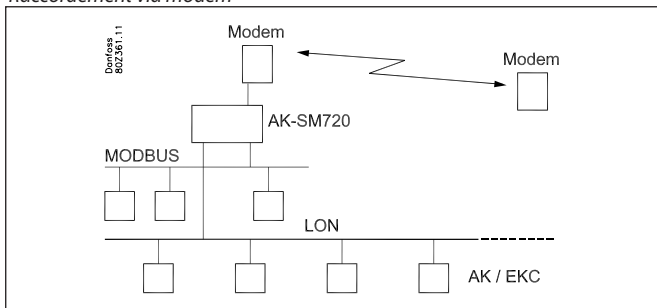 Raccordement via modem
Danfoss
80Z361.11
Modem
Modem
AK-SM720
MODBUS
LON
AK / EKC